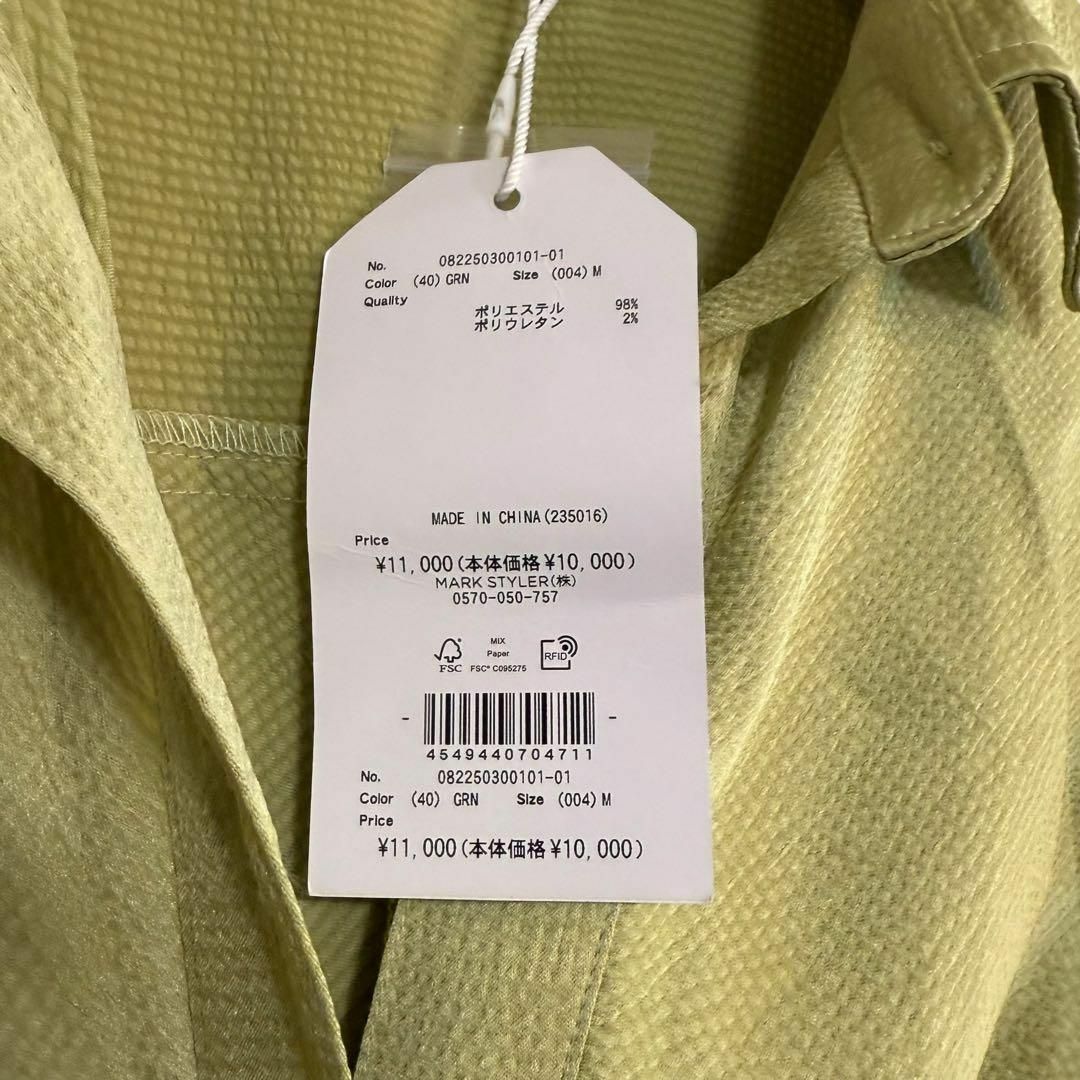 No. 082250300101-01
Color (40) GRN Size (004) M
Quality
ポリエステル 98%
ポリウレタン 2%
MADE IN CHINA(235016)
Price
¥11,000(本体価格¥10,000)
MARK STYLER(株)
0570-050-757
FSC
MIX
Paper
FSC® C095275
RFID
- -
4549440704711
No. 082250300101-01
Color (40) GRN Size (004) M
Price
¥11,000(本体価格¥10,000)